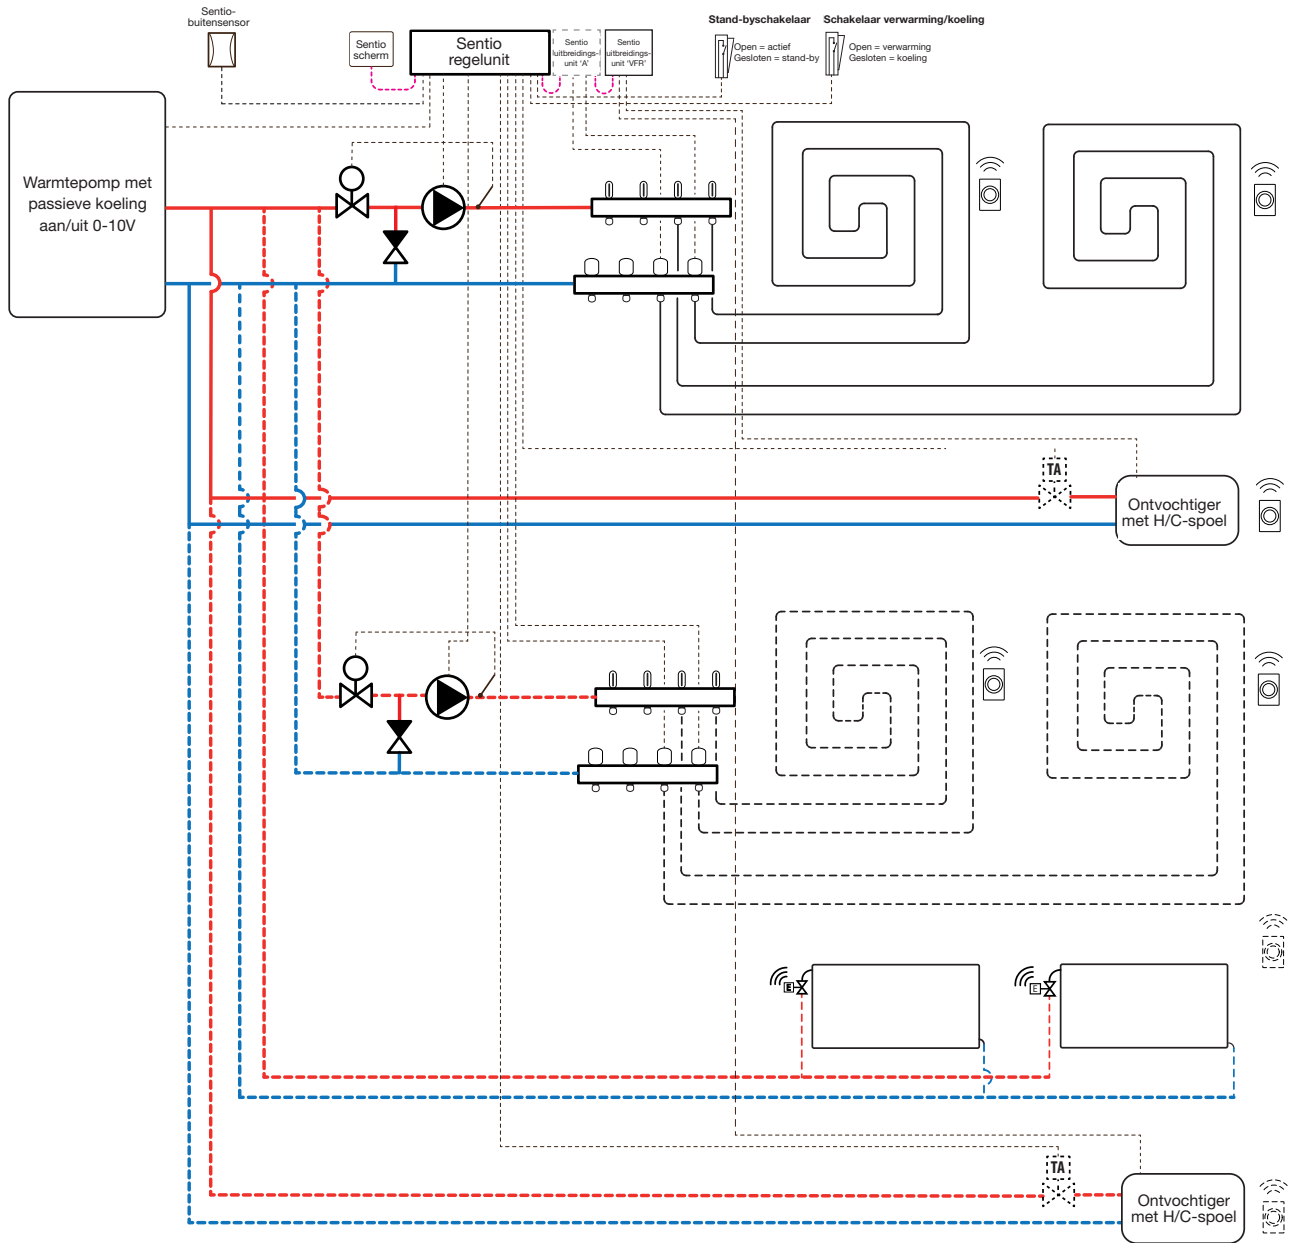 Sentio-
buitensensor
Sentio
scherm
Sentio
regelunit
Sentio
uitbreidings-
unit 'A'
Sentio
uitbreidings-
unit 'VFR'
Stand-byschakelaar
Open = actief
Gesloten = stand-by
Schakelaar verwarming/koeling
Open = verwarming
Gesloten = koeling
Warmtepomp met
passieve koeling
aan/uit 0-10V
TA
Ontvochtiger
met H/C-spoel
E
E
TA
Ontvochtiger
met H/C-spoel